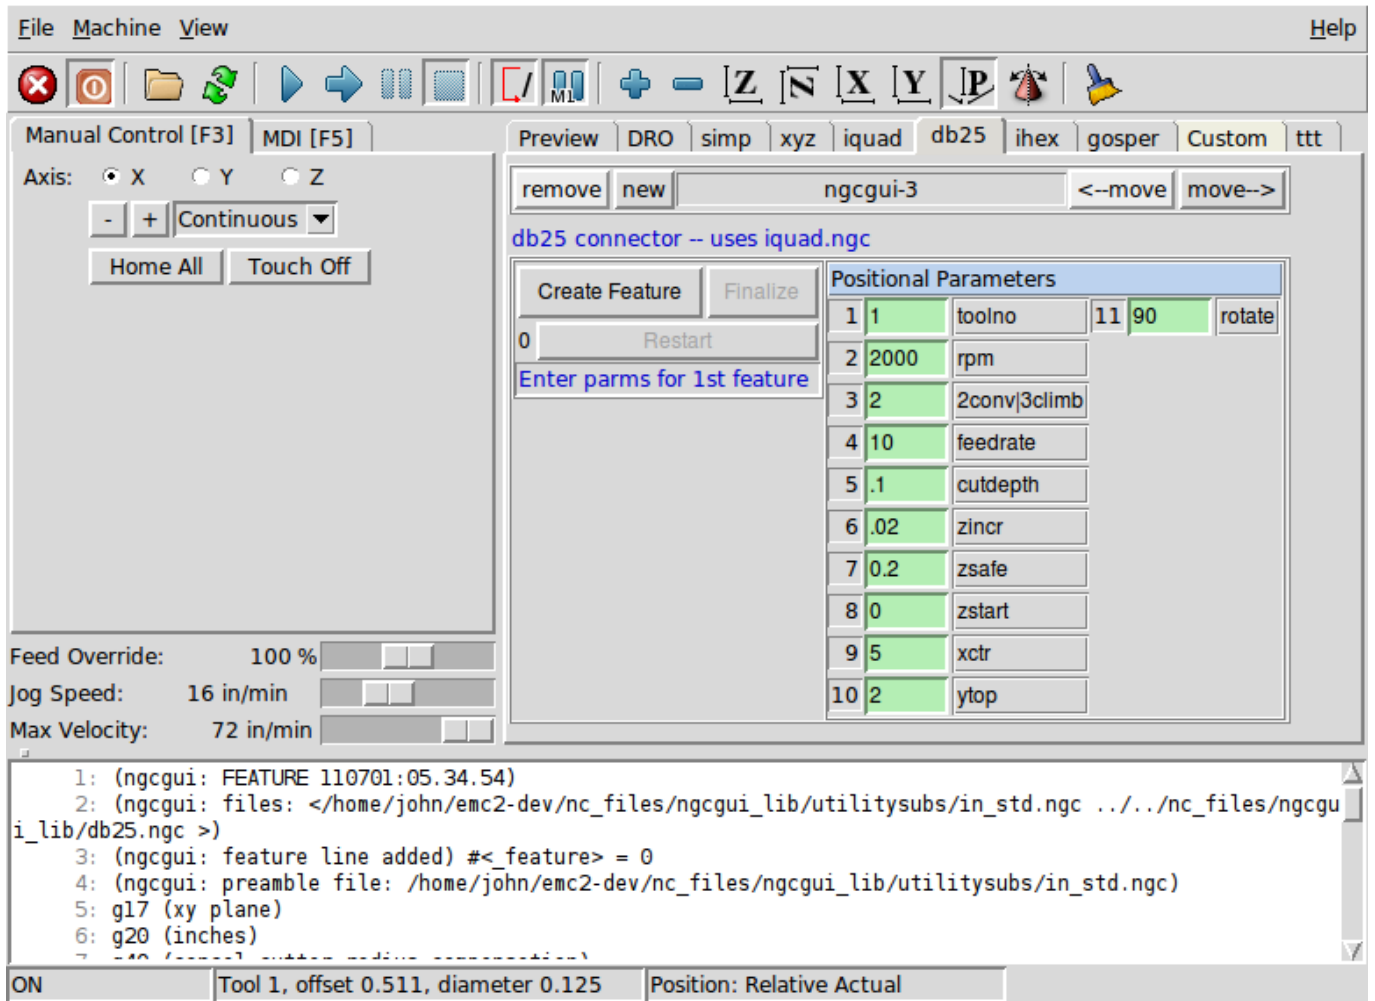 File Machine View Help
M1 Z N X Y P
Manual Control [F3] MDI [F5]
Axis: X Y Z
- + Continuous
Home All Touch Off
Feed Override: 100 %
Jog Speed: 16 in/min
Max Velocity: 72 in/min
Preview DRO simp xyz iquad db25 ihex gosper Custom ttt
remove new ngcgui-3 <--move move-->
db25 connector -- uses iquad.ngc
Create Feature Finalize
0 Restart
Enter parms for 1st feature
Positional Parameters
1 1 toolno 11 90 rotate
2 2000 rpm
3 2 2conv|3climb
4 10 feedrate
5 .1 cutdepth
6 .02 zincr
7 0.2 zsafe
8 0 zstart
9 5 xctr
10 2 ytop
1: (ngcgui: FEATURE 110701:05.34.54)
2: (ngcgui: files: </home/john/emc2-dev/nc_files/ngcgui_lib/utilitysubs/in_std.ngc ../../nc_files/ngcgu
i_lib/db25.ngc >)
3: (ngcgui: feature line added) #<_feature> = 0
4: (ngcgui: preamble file: /home/john/emc2-dev/nc_files/ngcgui_lib/utilitysubs/in_std.ngc)
5: g17 (xy plane)
6: g20 (inches)
7: g40 (cancel cutter radius compensation)
ON Tool 1, offset 0.511, diameter 0.125 Position: Relative Actual